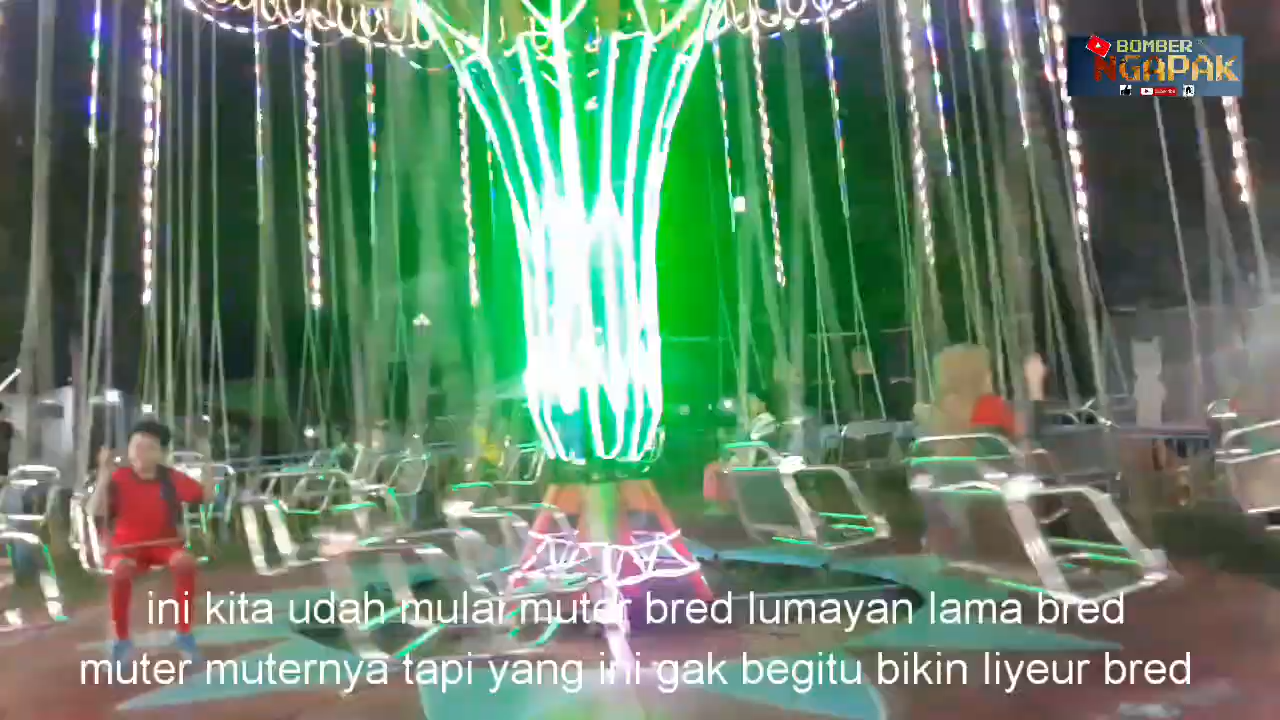 BOMBER
NGAPAK
Subscribe
ini kita udah mulai muter bred lumayan lama bred
muter muternya tapi yang ini gak begitu bikin liyeur bred